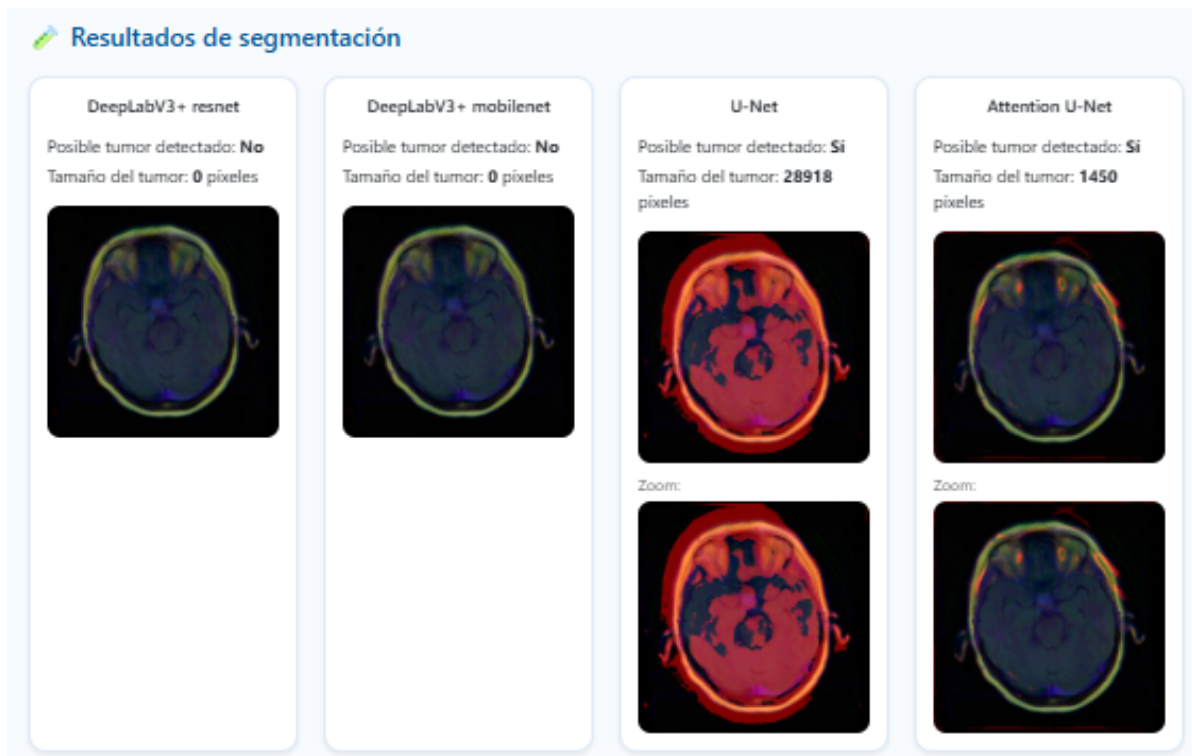 Resultados de segmentación
DeepLabV3+ resnet
Posible tumor detectado: No
Tamaño del tumor: 0 pixeles
DeepLabV3+ mobilenet
Posible tumor detectado: No
Tamaño del tumor: 0 pixeles
U-Net
Posible tumor detectado: Sí
Tamaño del tumor: 28918
pixeles
Zoom:
Attention U-Net
Posible tumor detectado: Sí
Tamaño del tumor: 1450
pixeles
Zoom: